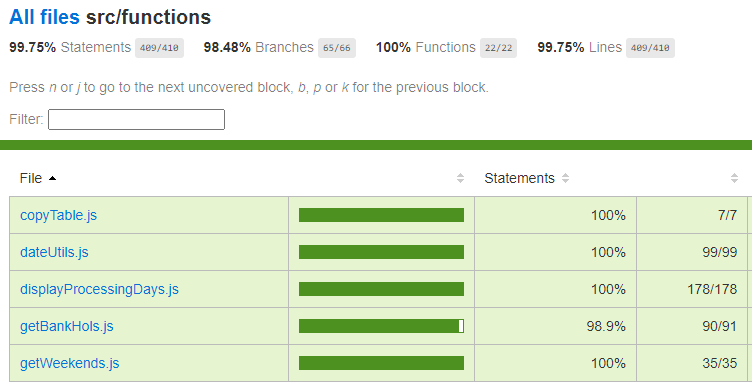 All files src/functions
99.75% Statements 409/410 98.48% Branches 65/66 100% Functions 22/22 99.75% Lines 409/410
Press n or j to go to the next uncovered block, b, p or k for the previous block.
Filter:
File Statements
copyTable.js 100% 7/7
dateUtils.js 100% 99/99
displayProcessingDays.js 100% 178/178
getBankHols.js 98.9% 90/91
getWeekends.js 100% 35/35